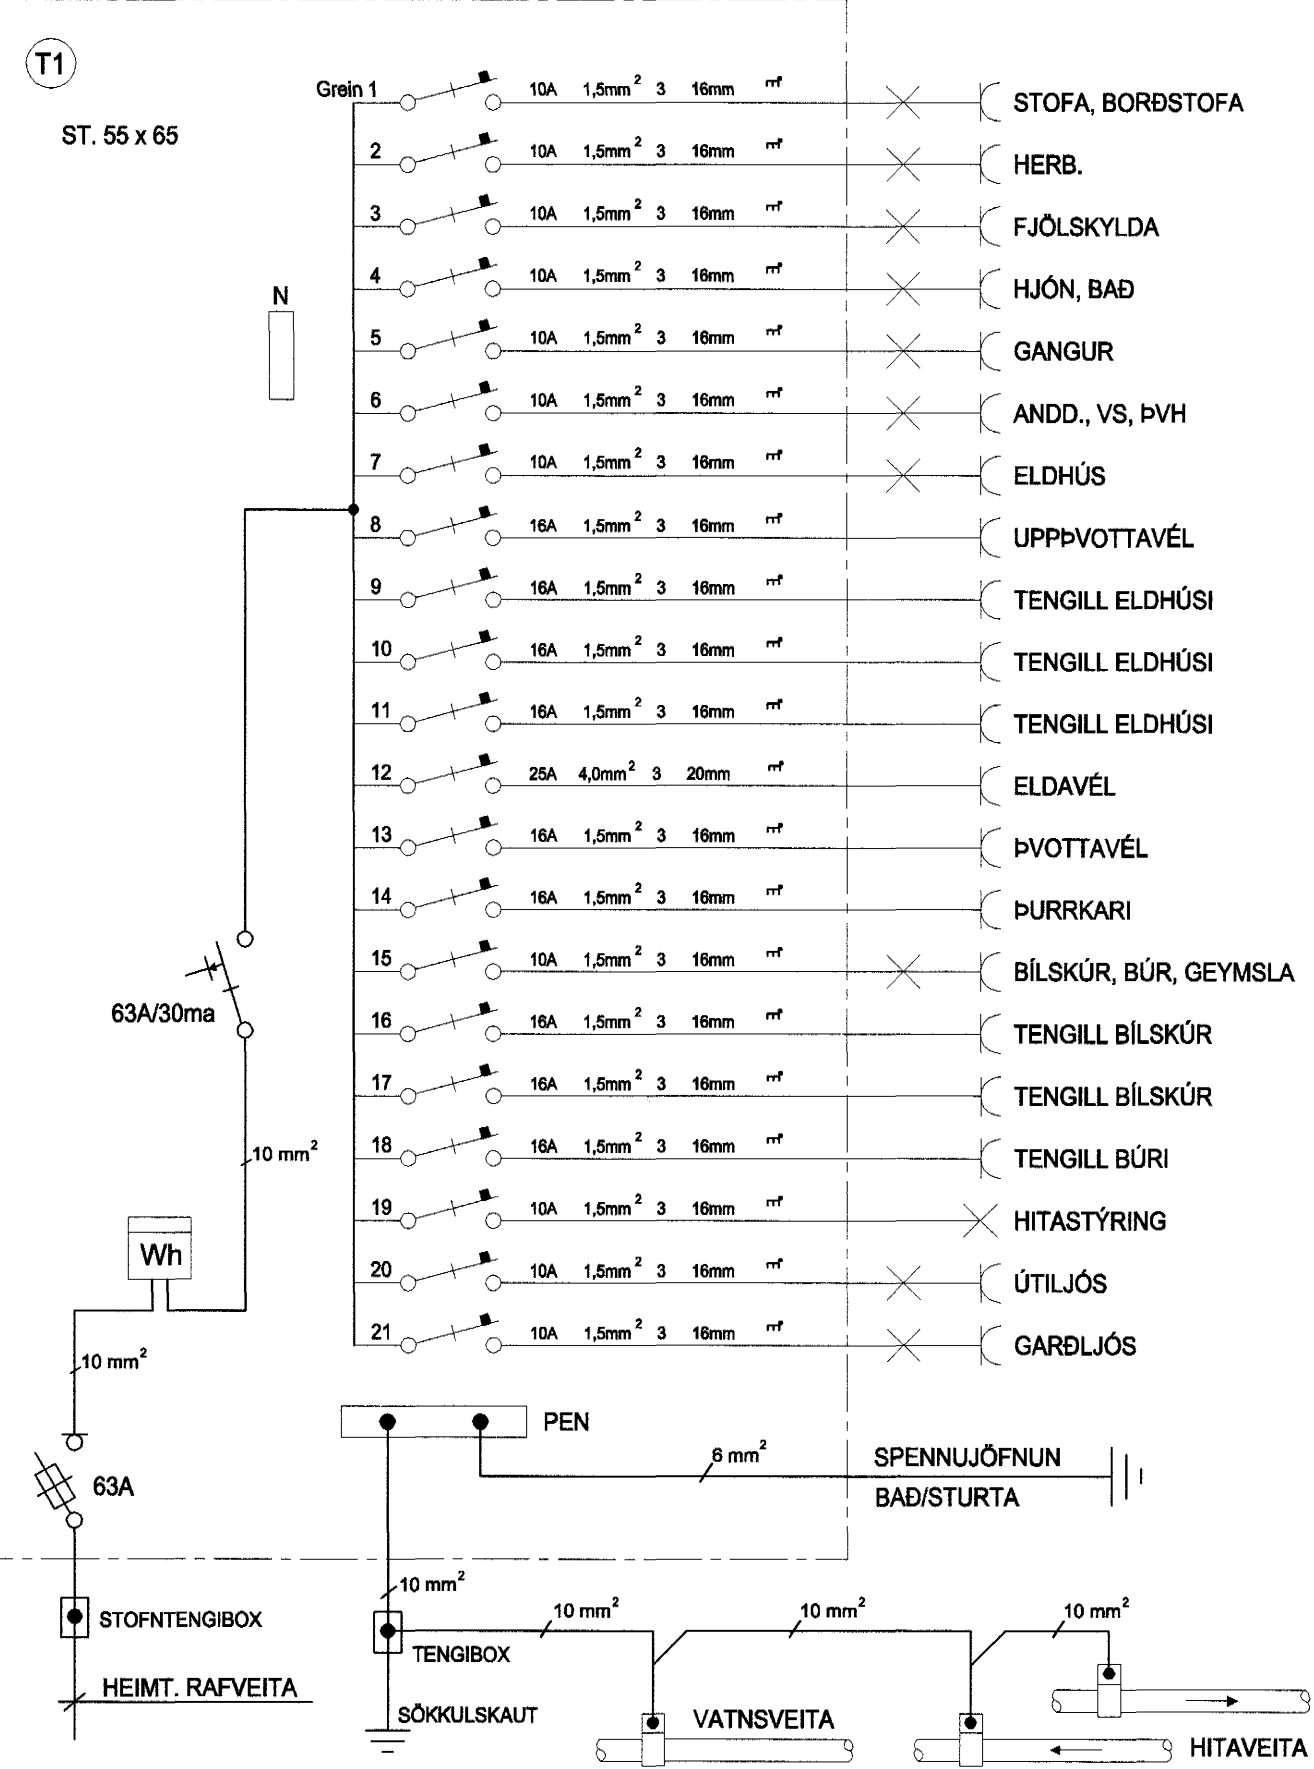 T1
ST. 55 x 65
Grein 1 10A 1,5mm² 3 16mm STOFA, BORÐSTOFA
2 10A 1,5mm² 3 16mm HERB.
3 10A 1,5mm² 3 16mm FJÖLSKYLDA
4 10A 1,5mm² 3 16mm HJÓN, BAÐ
N
5 10A 1,5mm² 3 16mm GANGUR
6 10A 1,5mm² 3 16mm ANDD., VS, ÞVH
7 10A 1,5mm² 3 16mm ELDHÚS
8 16A 1,5mm² 3 16mm UPPÞVOTTAVÉL
9 16A 1,5mm² 3 16mm TENGILL ELDHÚSI
10 16A 1,5mm² 3 16mm TENGILL ELDHÚSI
11 16A 1,5mm² 3 16mm TENGILL ELDHÚSI
12 25A 4,0mm² 3 20mm ELDAVÉL
13 16A 1,5mm² 3 16mm ÞVOTTAVÉL
14 16A 1,5mm² 3 16mm ÞURRKARI
15 10A 1,5mm² 3 16mm BÍLSKÚR, BÚR, GEYMSLA
63A/30ma
16 16A 1,5mm² 3 16mm TENGILL BÍLSKÚR
17 16A 1,5mm² 3 16mm TENGILL BÍLSKÚR
18 16A 1,5mm² 3 16mm TENGILL BÚRI
10 mm²
19 10A 1,5mm² 3 16mm HITASTÝRING
Wh
20 10A 1,5mm² 3 16mm ÚTILJÓS
21 10A 1,5mm² 3 16mm GARÐLJÓS
10 mm²
PEN
6 mm²
SPENNUJÖFNUN
BAÐ/STURTA
63A
10 mm²
STOFNTENGIBOX
10 mm² 10 mm² 10 mm²
TENGIBOX
HEIMT. RAFVEITA
SÖKKULSKAUT
VATNSVEITA
HITAVEITA